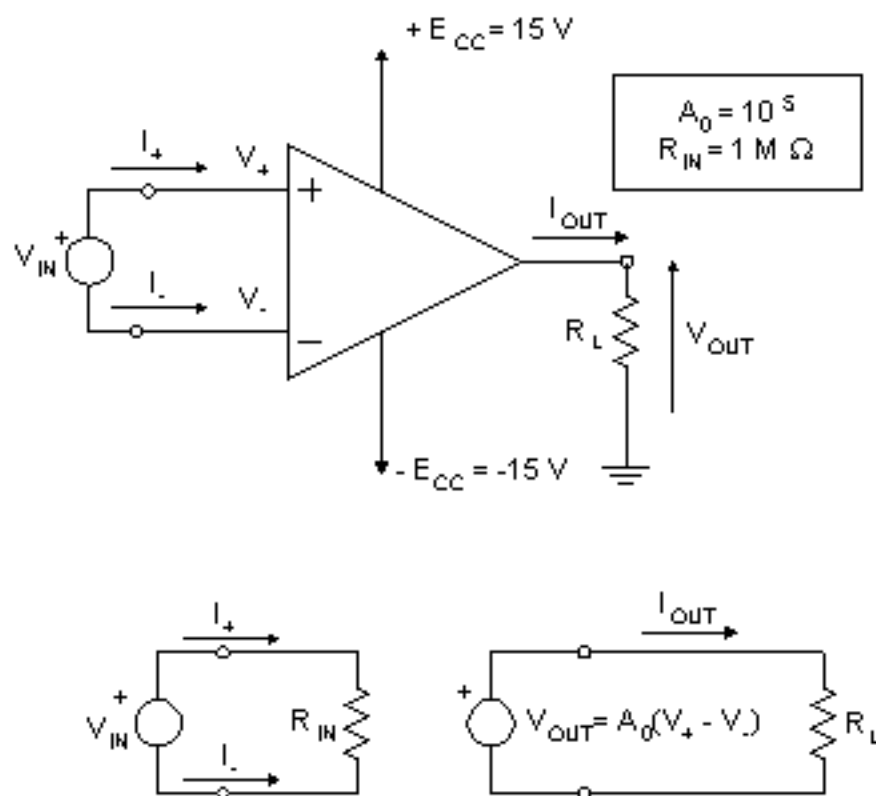 + E_CC = 15 V
A_0 = 10^5
R_IN = 1 M Ω
I_+
V_+
+
I_OUT
V_IN
+
I_-
V_-
−
R_L
V_OUT
- E_CC = -15 V
I_+
I_OUT
+
V_IN
R_IN
+
V_OUT = A_0(V_+ - V_-)
R_L
I_-